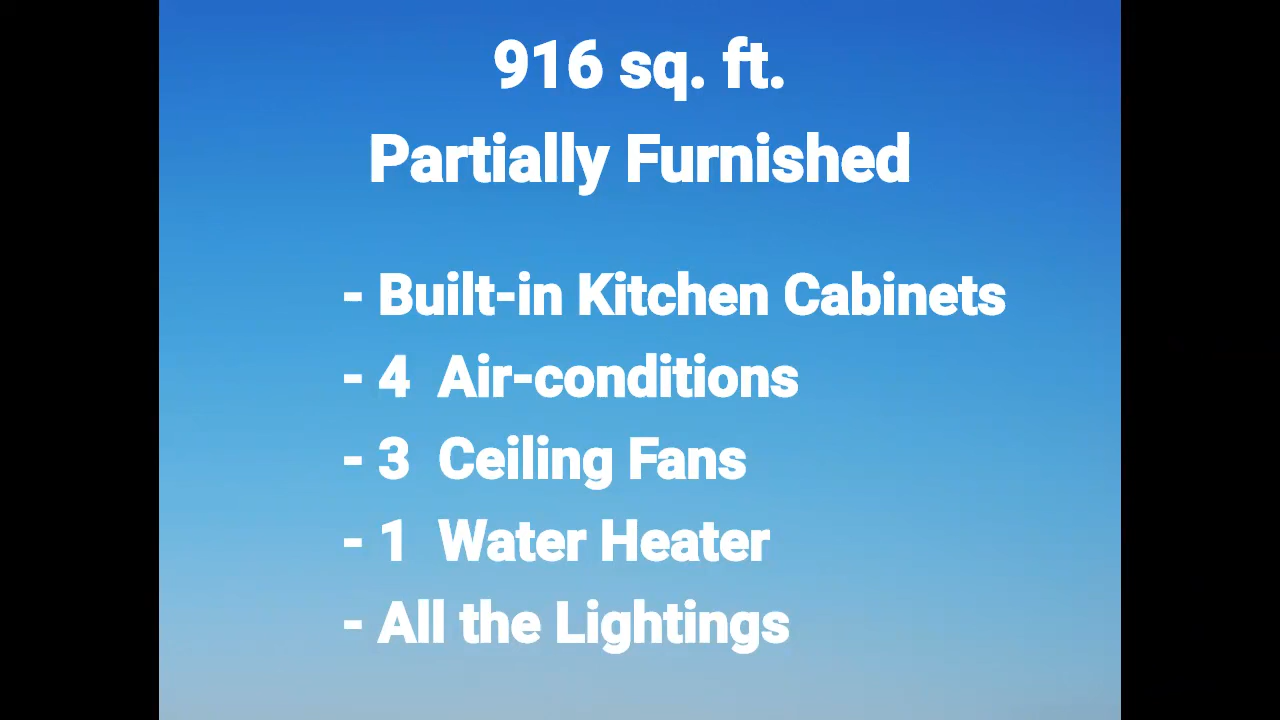 916 sq. ft.
Partially Furnished
- Built-in Kitchen Cabinets
- 4  Air-conditions
- 3  Ceiling Fans
- 1  Water Heater
- All the Lightings